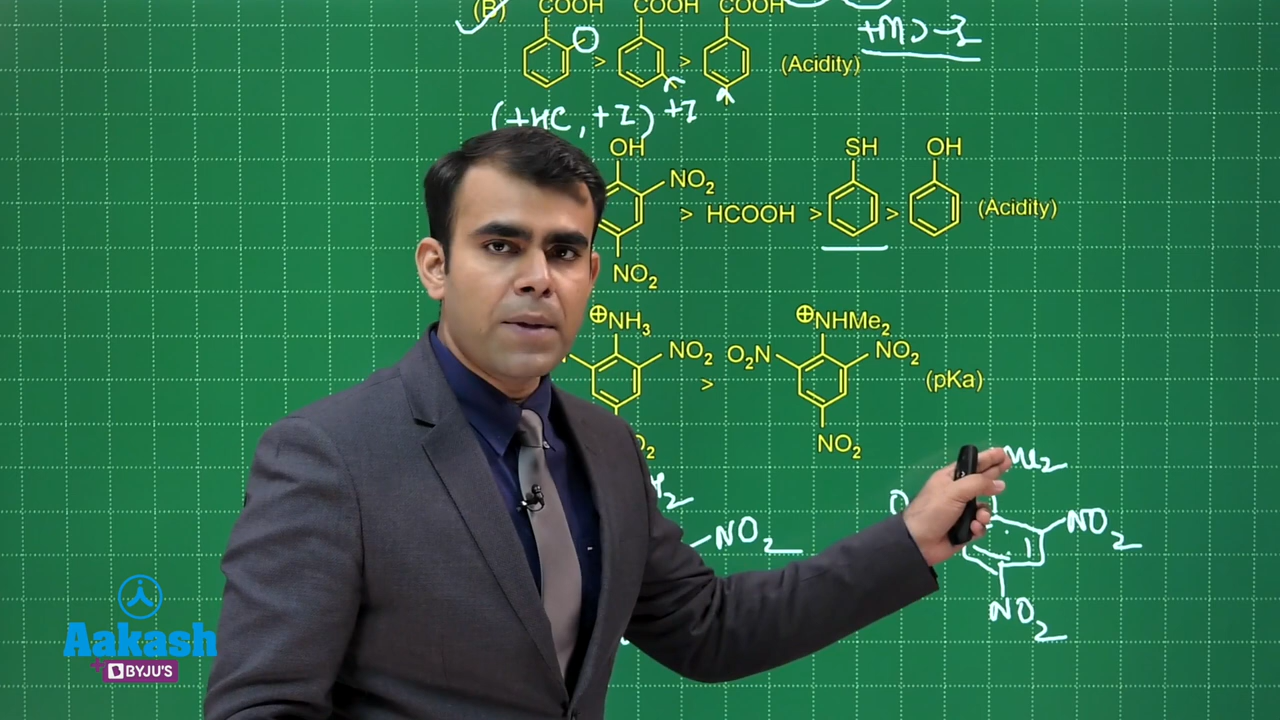 (B) COOH COOH COOH
+M > -I
> > (Acidity)
(+HC, +I) +I
OH SH OH
NO2
> HCOOH > > (Acidity)
NO2
⊕NH3 ⊕NHMe2
NO2 O2N NO2
> (pKa)
NO2
Me2
NO2 NO2
NO2
Aakash
+ BYJU'S